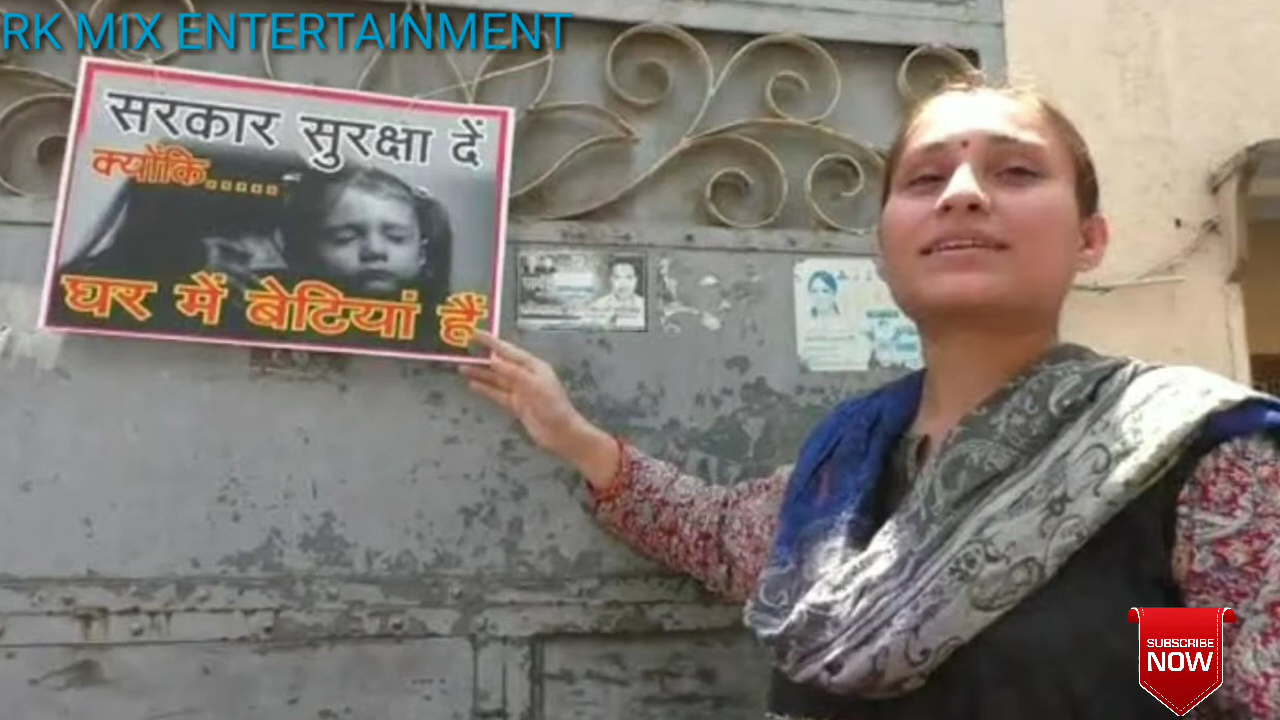 RK MIX ENTERTAINMENT
सरकार सुरक्षा दें
क्योंकि.....
घर में बेटियां हैं
SUBSCRIBE
NOW